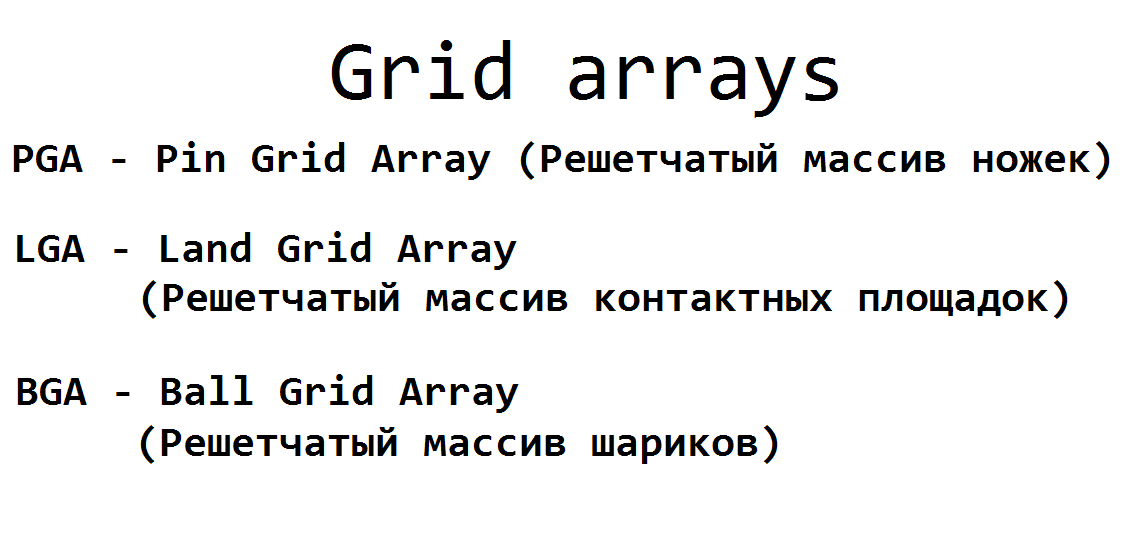 Grid arrays
PGA - Pin Grid Array (Решетчатый массив ножек)
LGA - Land Grid Array
(Решетчатый массив контактных площадок)
BGA - Ball Grid Array
(Решетчатый массив шариков)